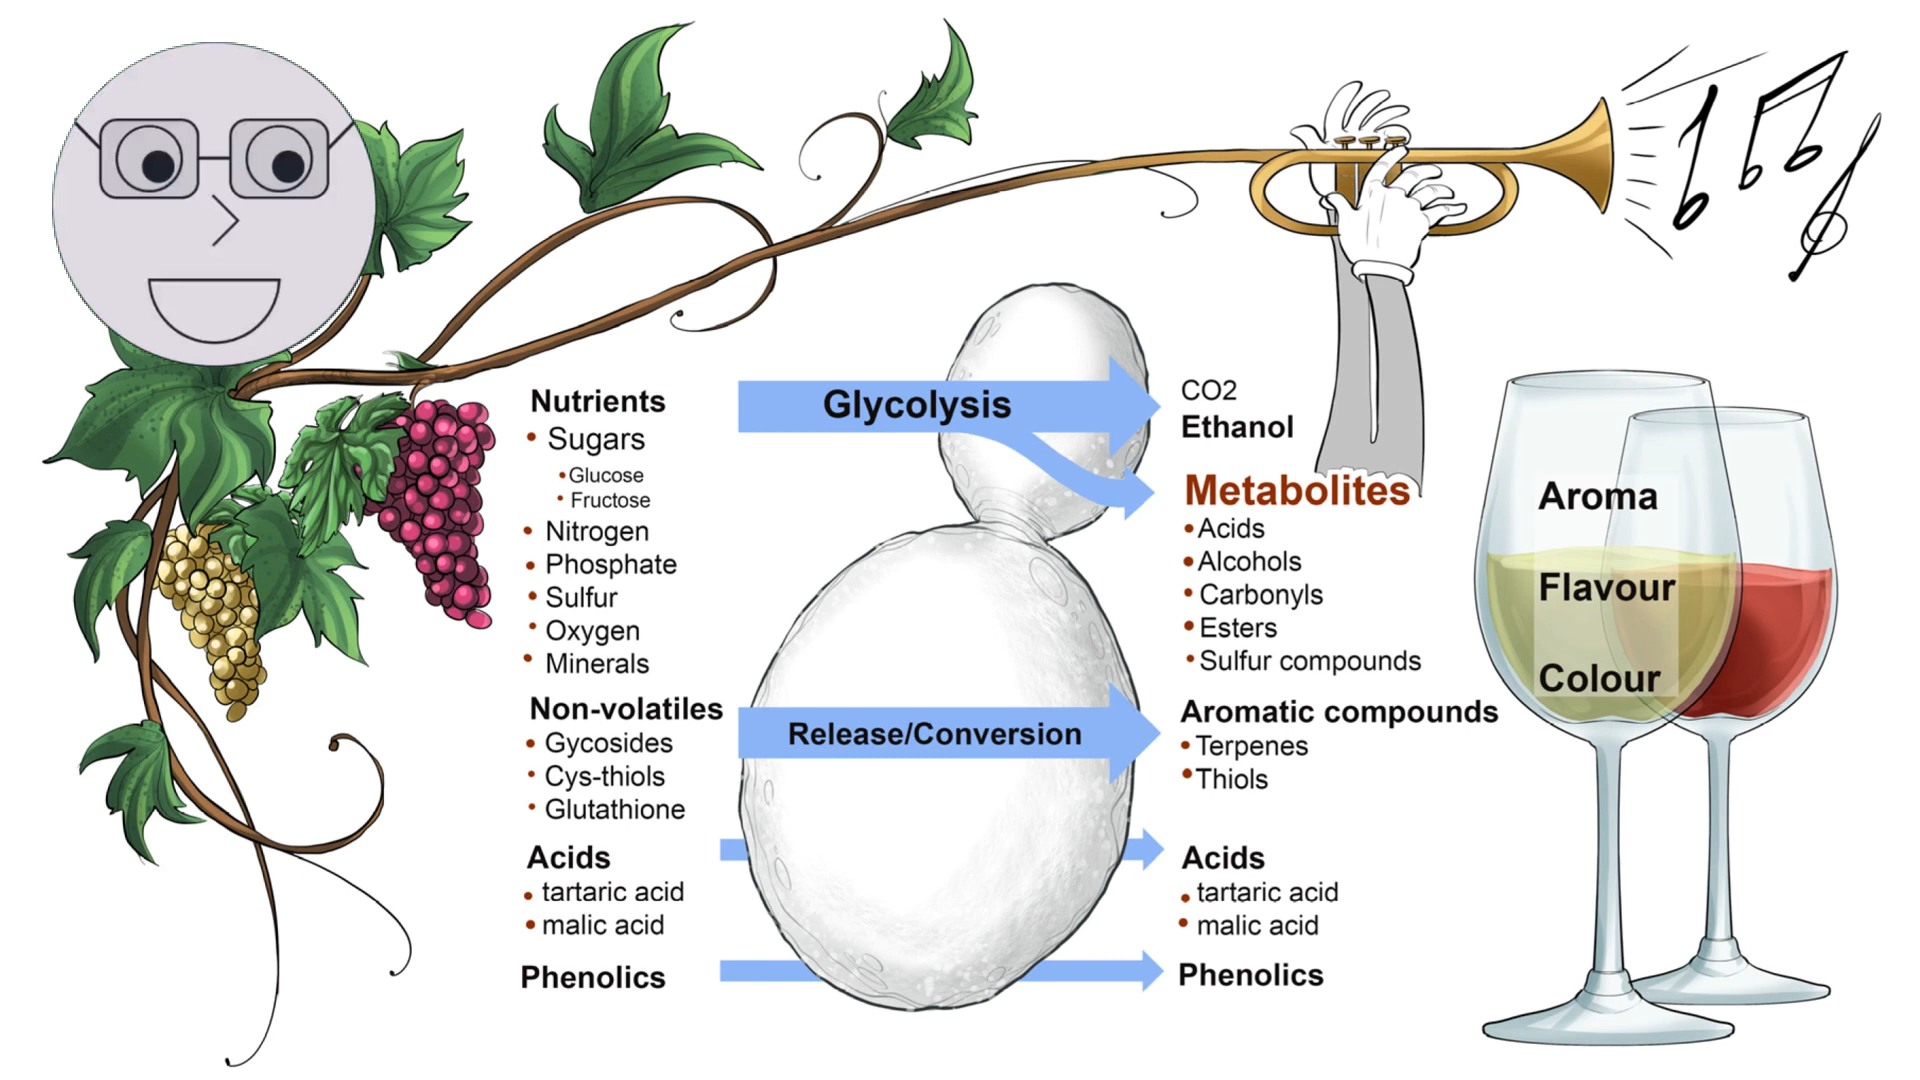 Nutrients
Sugars
Glucose
Fructose
Nitrogen
Phosphate
Sulfur
Oxygen
Minerals
Non-volatiles
Gycosides
Cys-thiols
Glutathione
Acids
tartaric acid
malic acid
Phenolics
Glycolysis
Release/Conversion
CO2
Ethanol
Metabolites
Acids
Alcohols
Carbonyls
Esters
Sulfur compounds
Aromatic compounds
Terpenes
Thiols
Acids
tartaric acid
malic acid
Phenolics
Aroma
Flavour
Colour